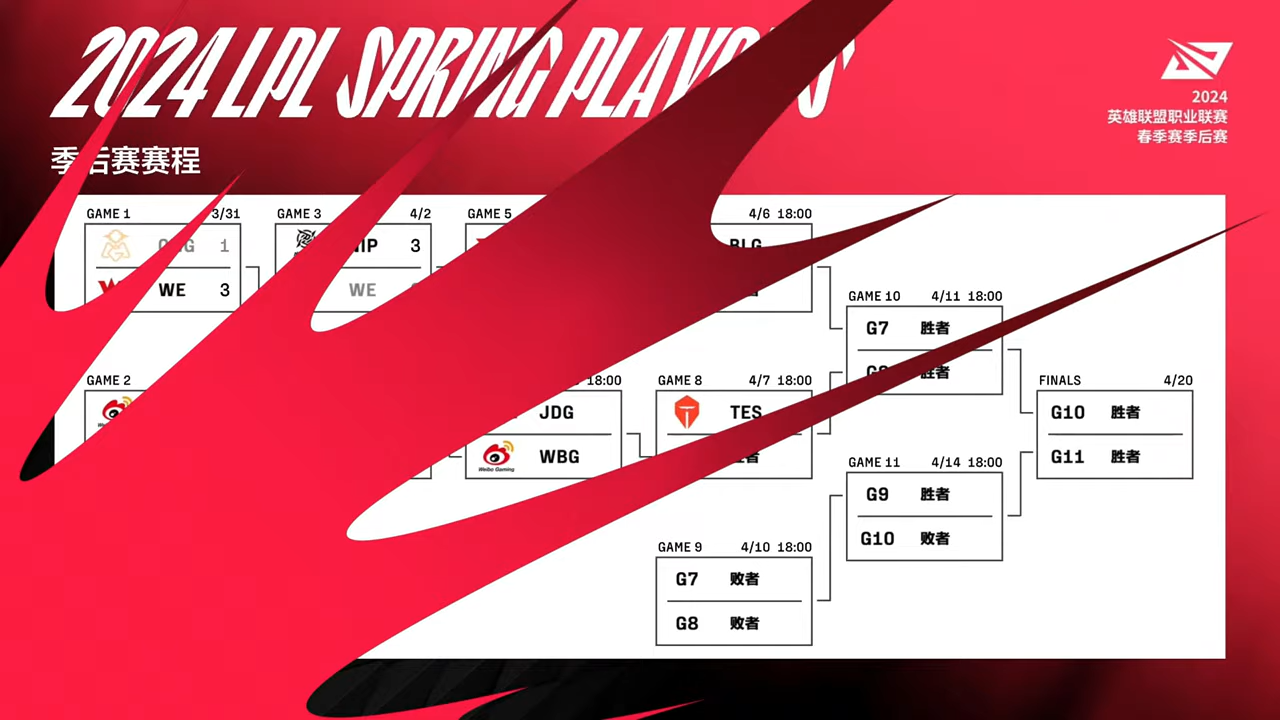 2024 LPL SPRING PLAYOFFS
2024
英雄联盟职业联赛
春季赛季后赛
季后赛赛程
GAME 1 3/31
1
WE 3
GAME 3 4/2
3
WE
GAME 5
4/6 18:00
BLG
GAME 10 4/11 18:00
G7 胜者
胜者
GAME 2
18:00
JDG
WBG
Weibo Gaming
GAME 8 4/7 18:00
TES
FINALS 4/20
G10 胜者
G11 胜者
GAME 11 4/14 18:00
G9 胜者
G10 败者
GAME 9 4/10 18:00
G7 败者
G8 败者